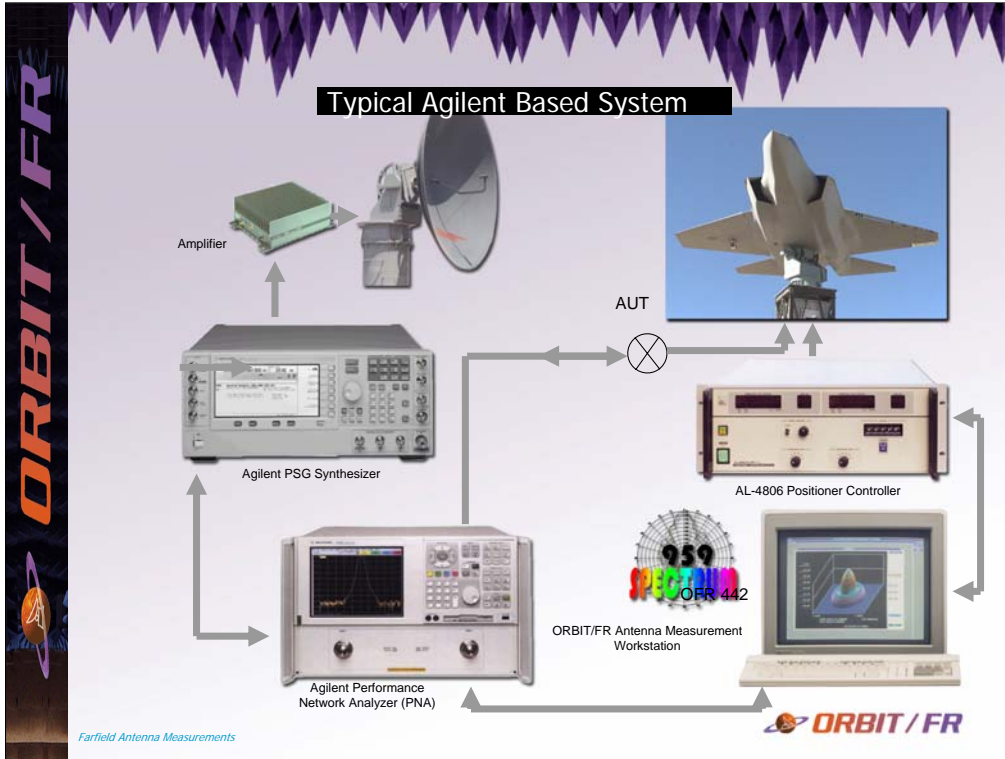 ORBIT/FR
Typical Agilent Based System
Amplifier
AUT
Agilent PSG Synthesizer
AL-4806 Positioner Controller
959
SPECTRUM
OFR 442
ORBIT/FR Antenna Measurement
Workstation
Agilent Performance
Network Analyzer (PNA)
Farfield Antenna Measurements
ORBIT/FR